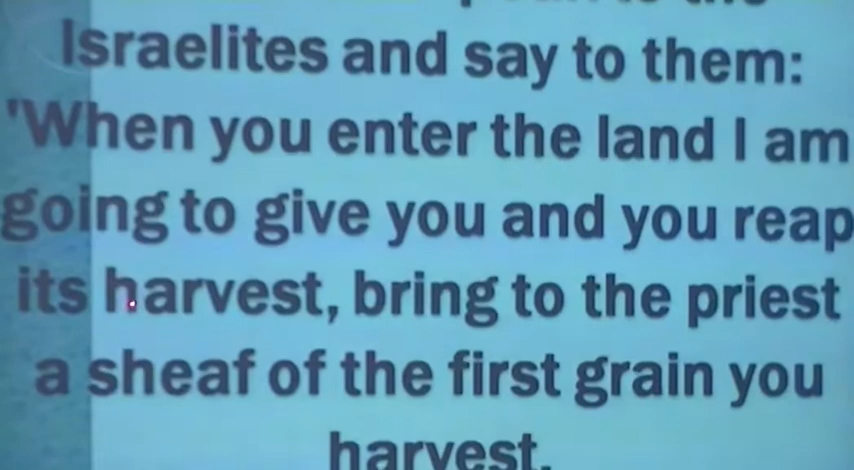 the
Israelites and say to them:
'When you enter the land I am
going to give you and you reap
its harvest, bring to the priest
a sheaf of the first grain you
harvest.